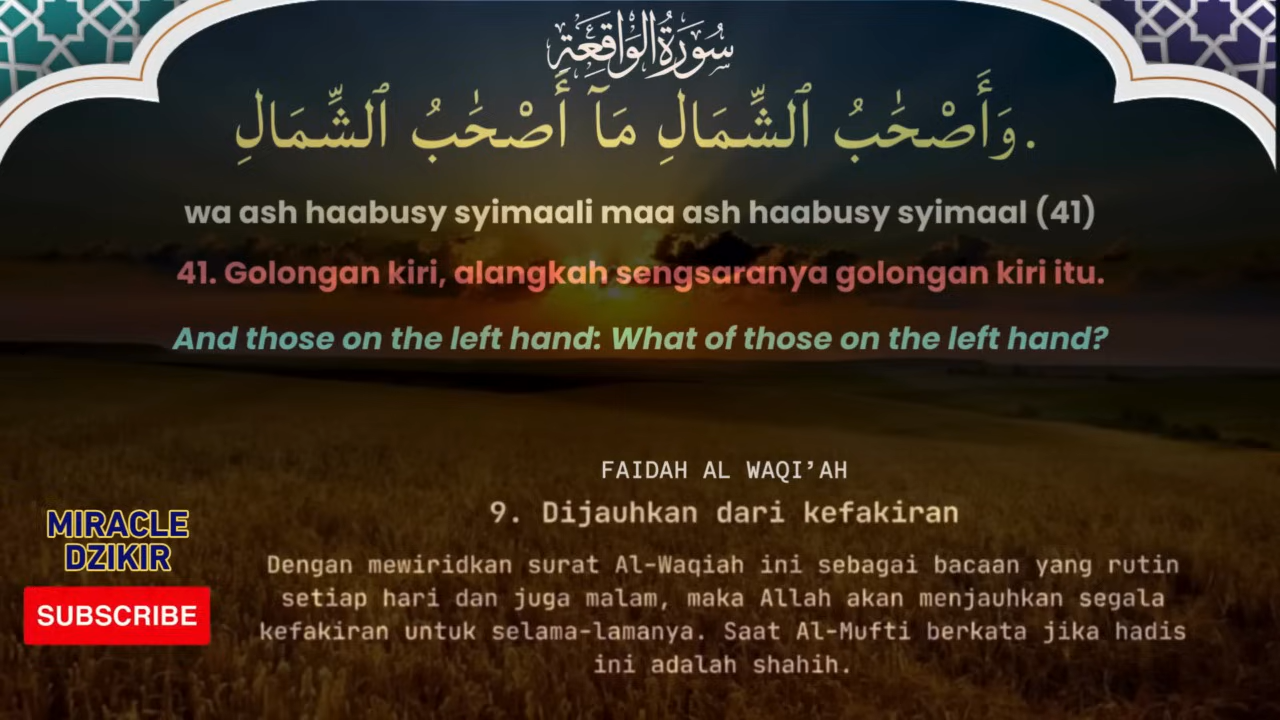 سُورَةُ الْوَاقِعَةِ
وَأَصْحَٰبُ ٱلشِّمَالِ مَآ أَصْحَٰبُ ٱلشِّمَالِ.
wa ash haabusy syimaali maa ash haabusy syimaal (41)
41. Golongan kiri, alangkah sengsaranya golongan kiri itu.
And those on the left hand: What of those on the left hand?
FAIDAH AL WAQI’AH
9. Dijauhkan dari kefakiran
Dengan mewiridkan surat Al-Waqiah ini sebagai bacaan yang rutin
setiap hari dan juga malam, maka Allah akan menjauhkan segala
kefakiran untuk selama-lamanya. Saat Al-Mufti berkata jika hadis
ini adalah shahih.
MIRACLE
DZIKIR
SUBSCRIBE